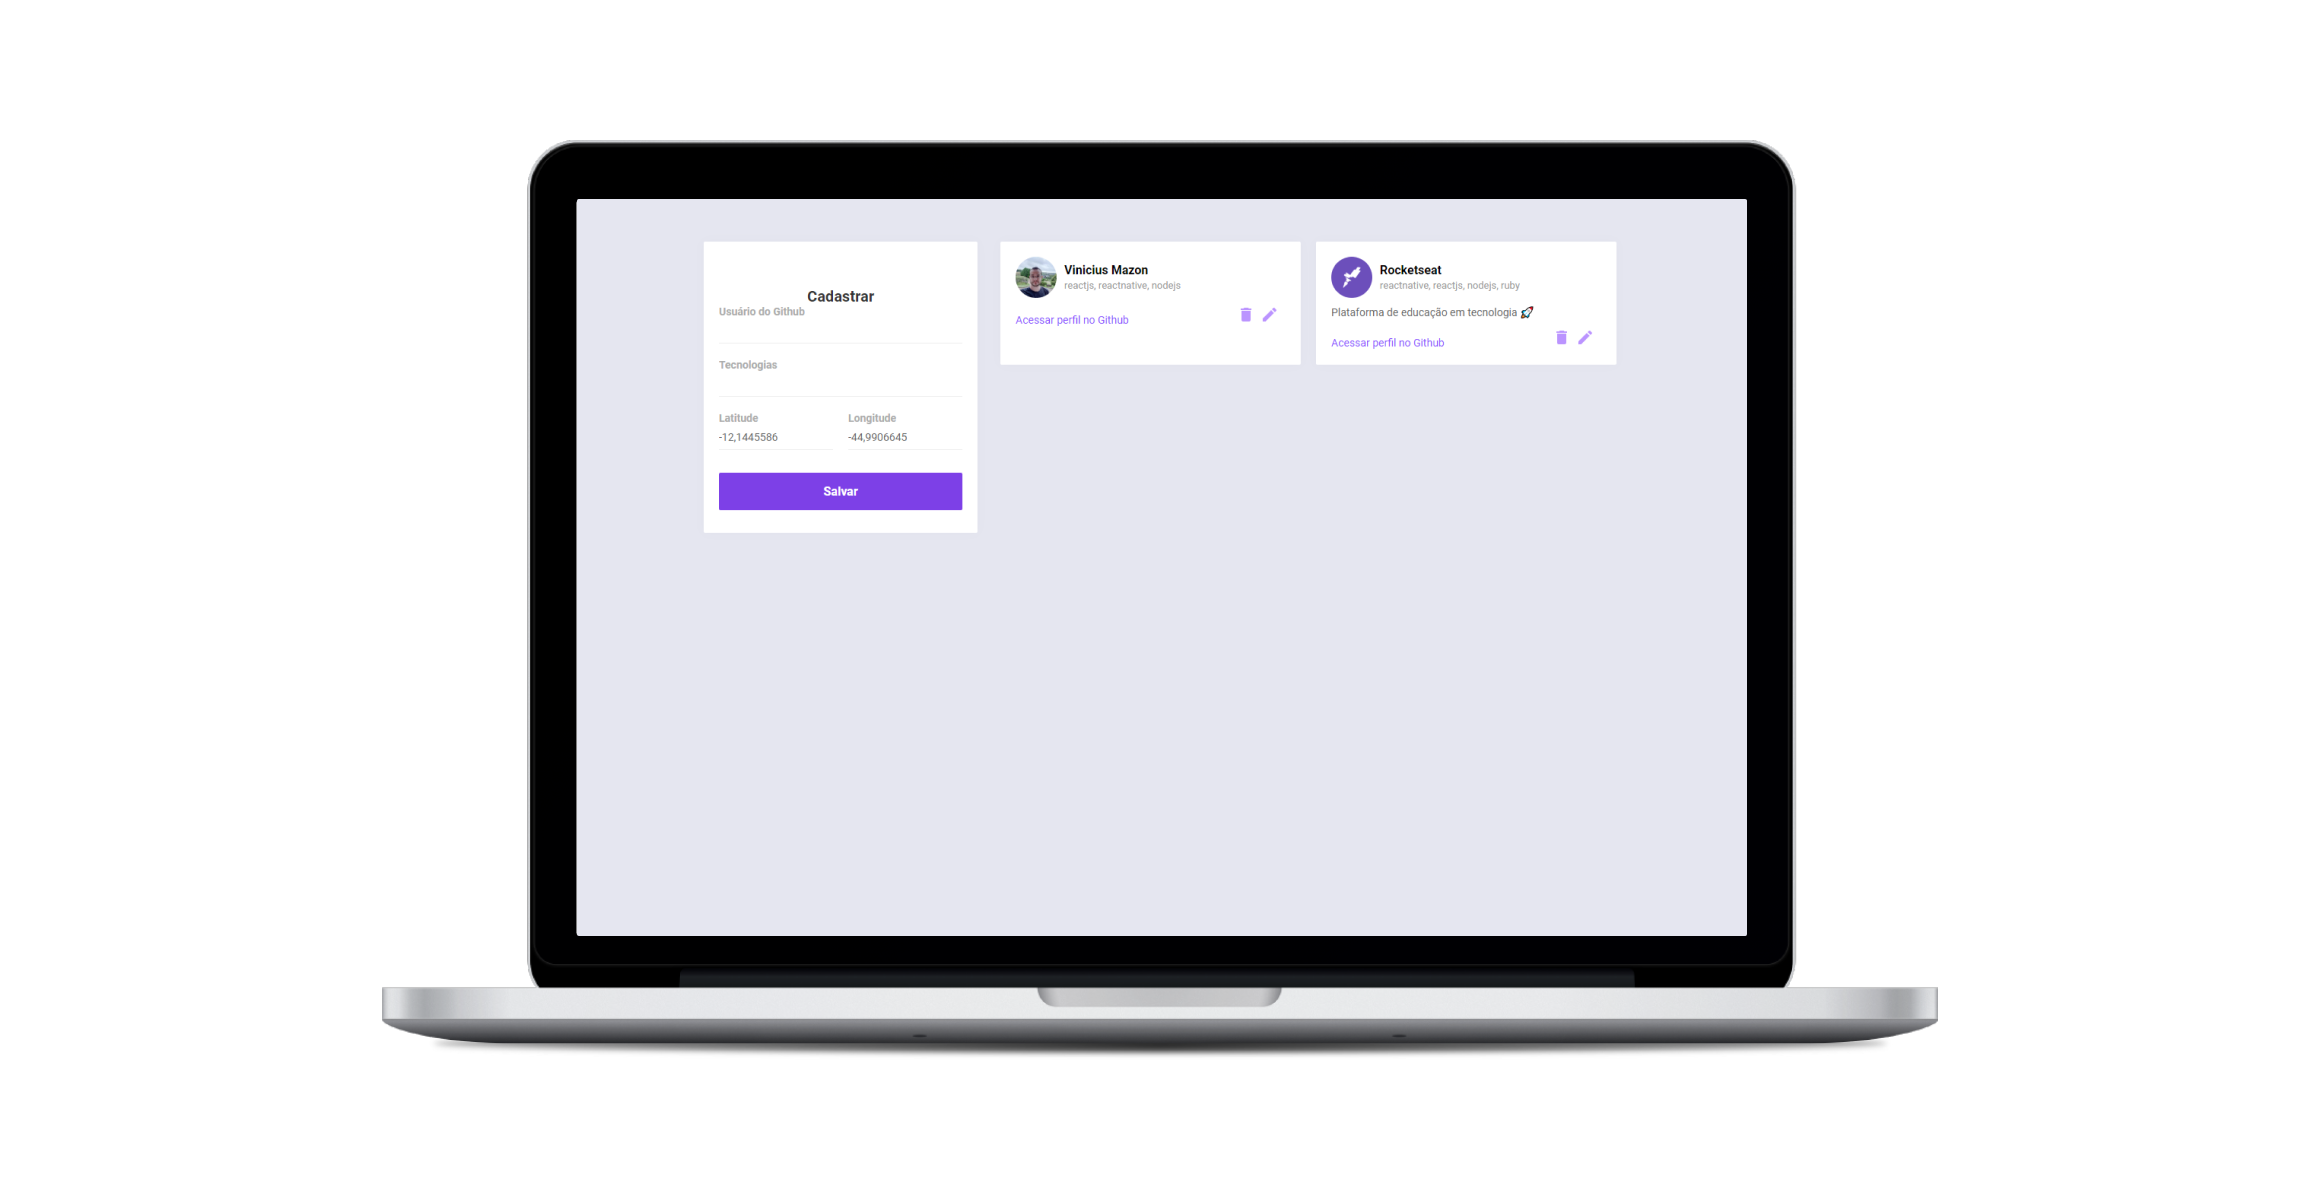 Cadastrar
Usuário do Github
Tecnologias
Latitude
Longitude
-12,1445586
-44,9906645
Salvar
Vinicius Mazon
reactjs, reactnative, nodejs
Acessar perfil no Github
Rocketseat
reactnative, reactjs, nodejs, ruby
Plataforma de educação em tecnologia 🚀
Acessar perfil no Github